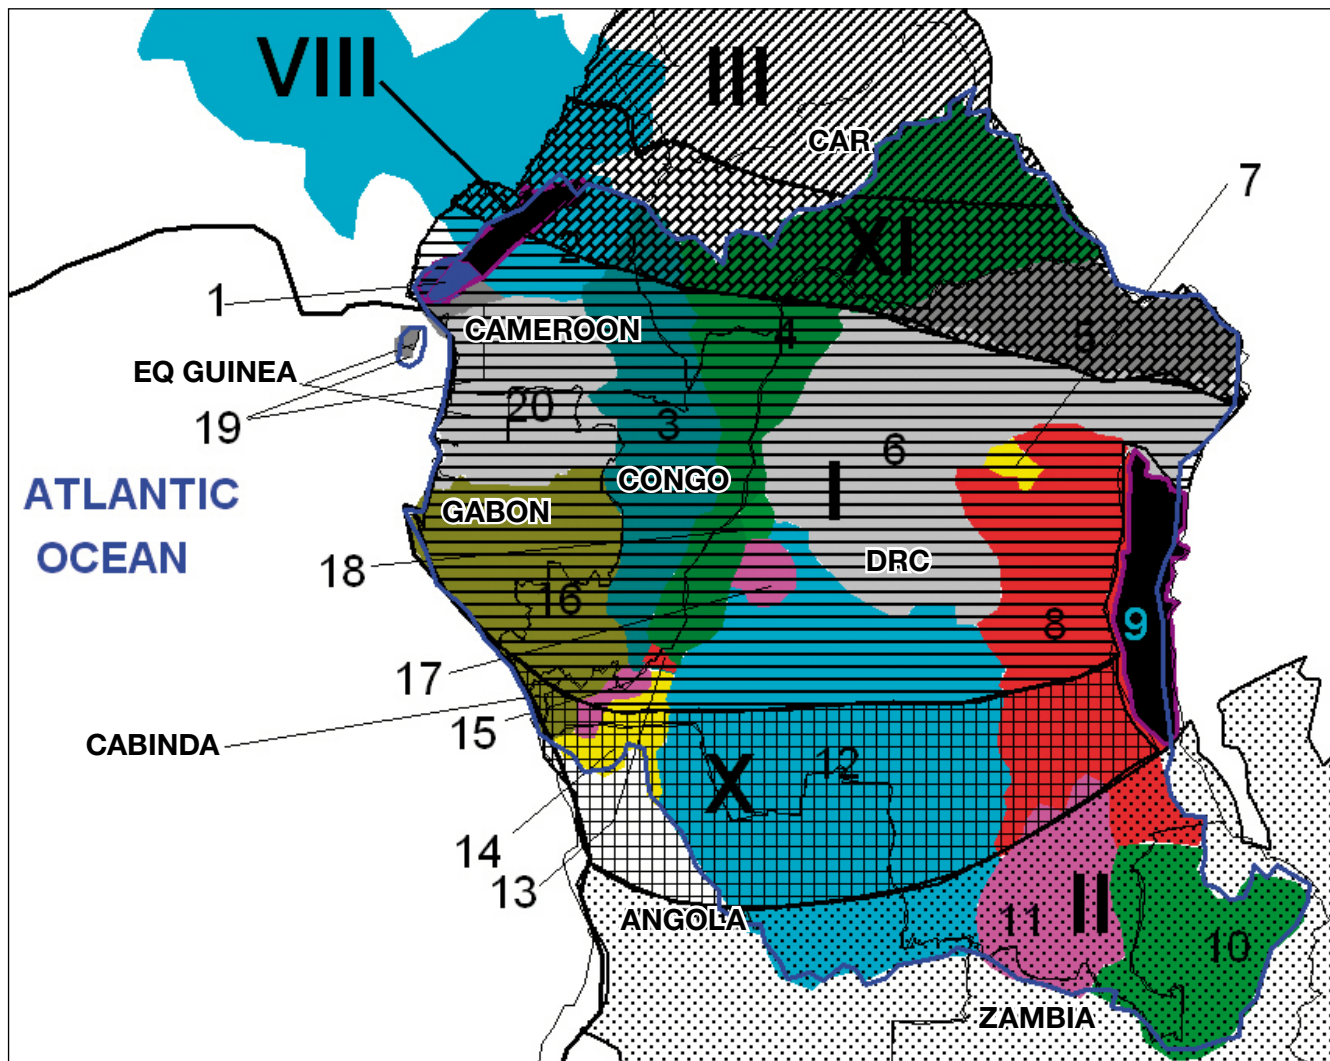 VIII
III
CAR
7
XI
2
1
CAMEROON
4
5
EQ GUINEA
19
20
3
6
ATLANTIC
OCEAN
CONGO
I
GABON
18
DRC
16
8
9
17
15
CABINDA
X
12
14
13
ANGOLA
11
II
10
ZAMBIA